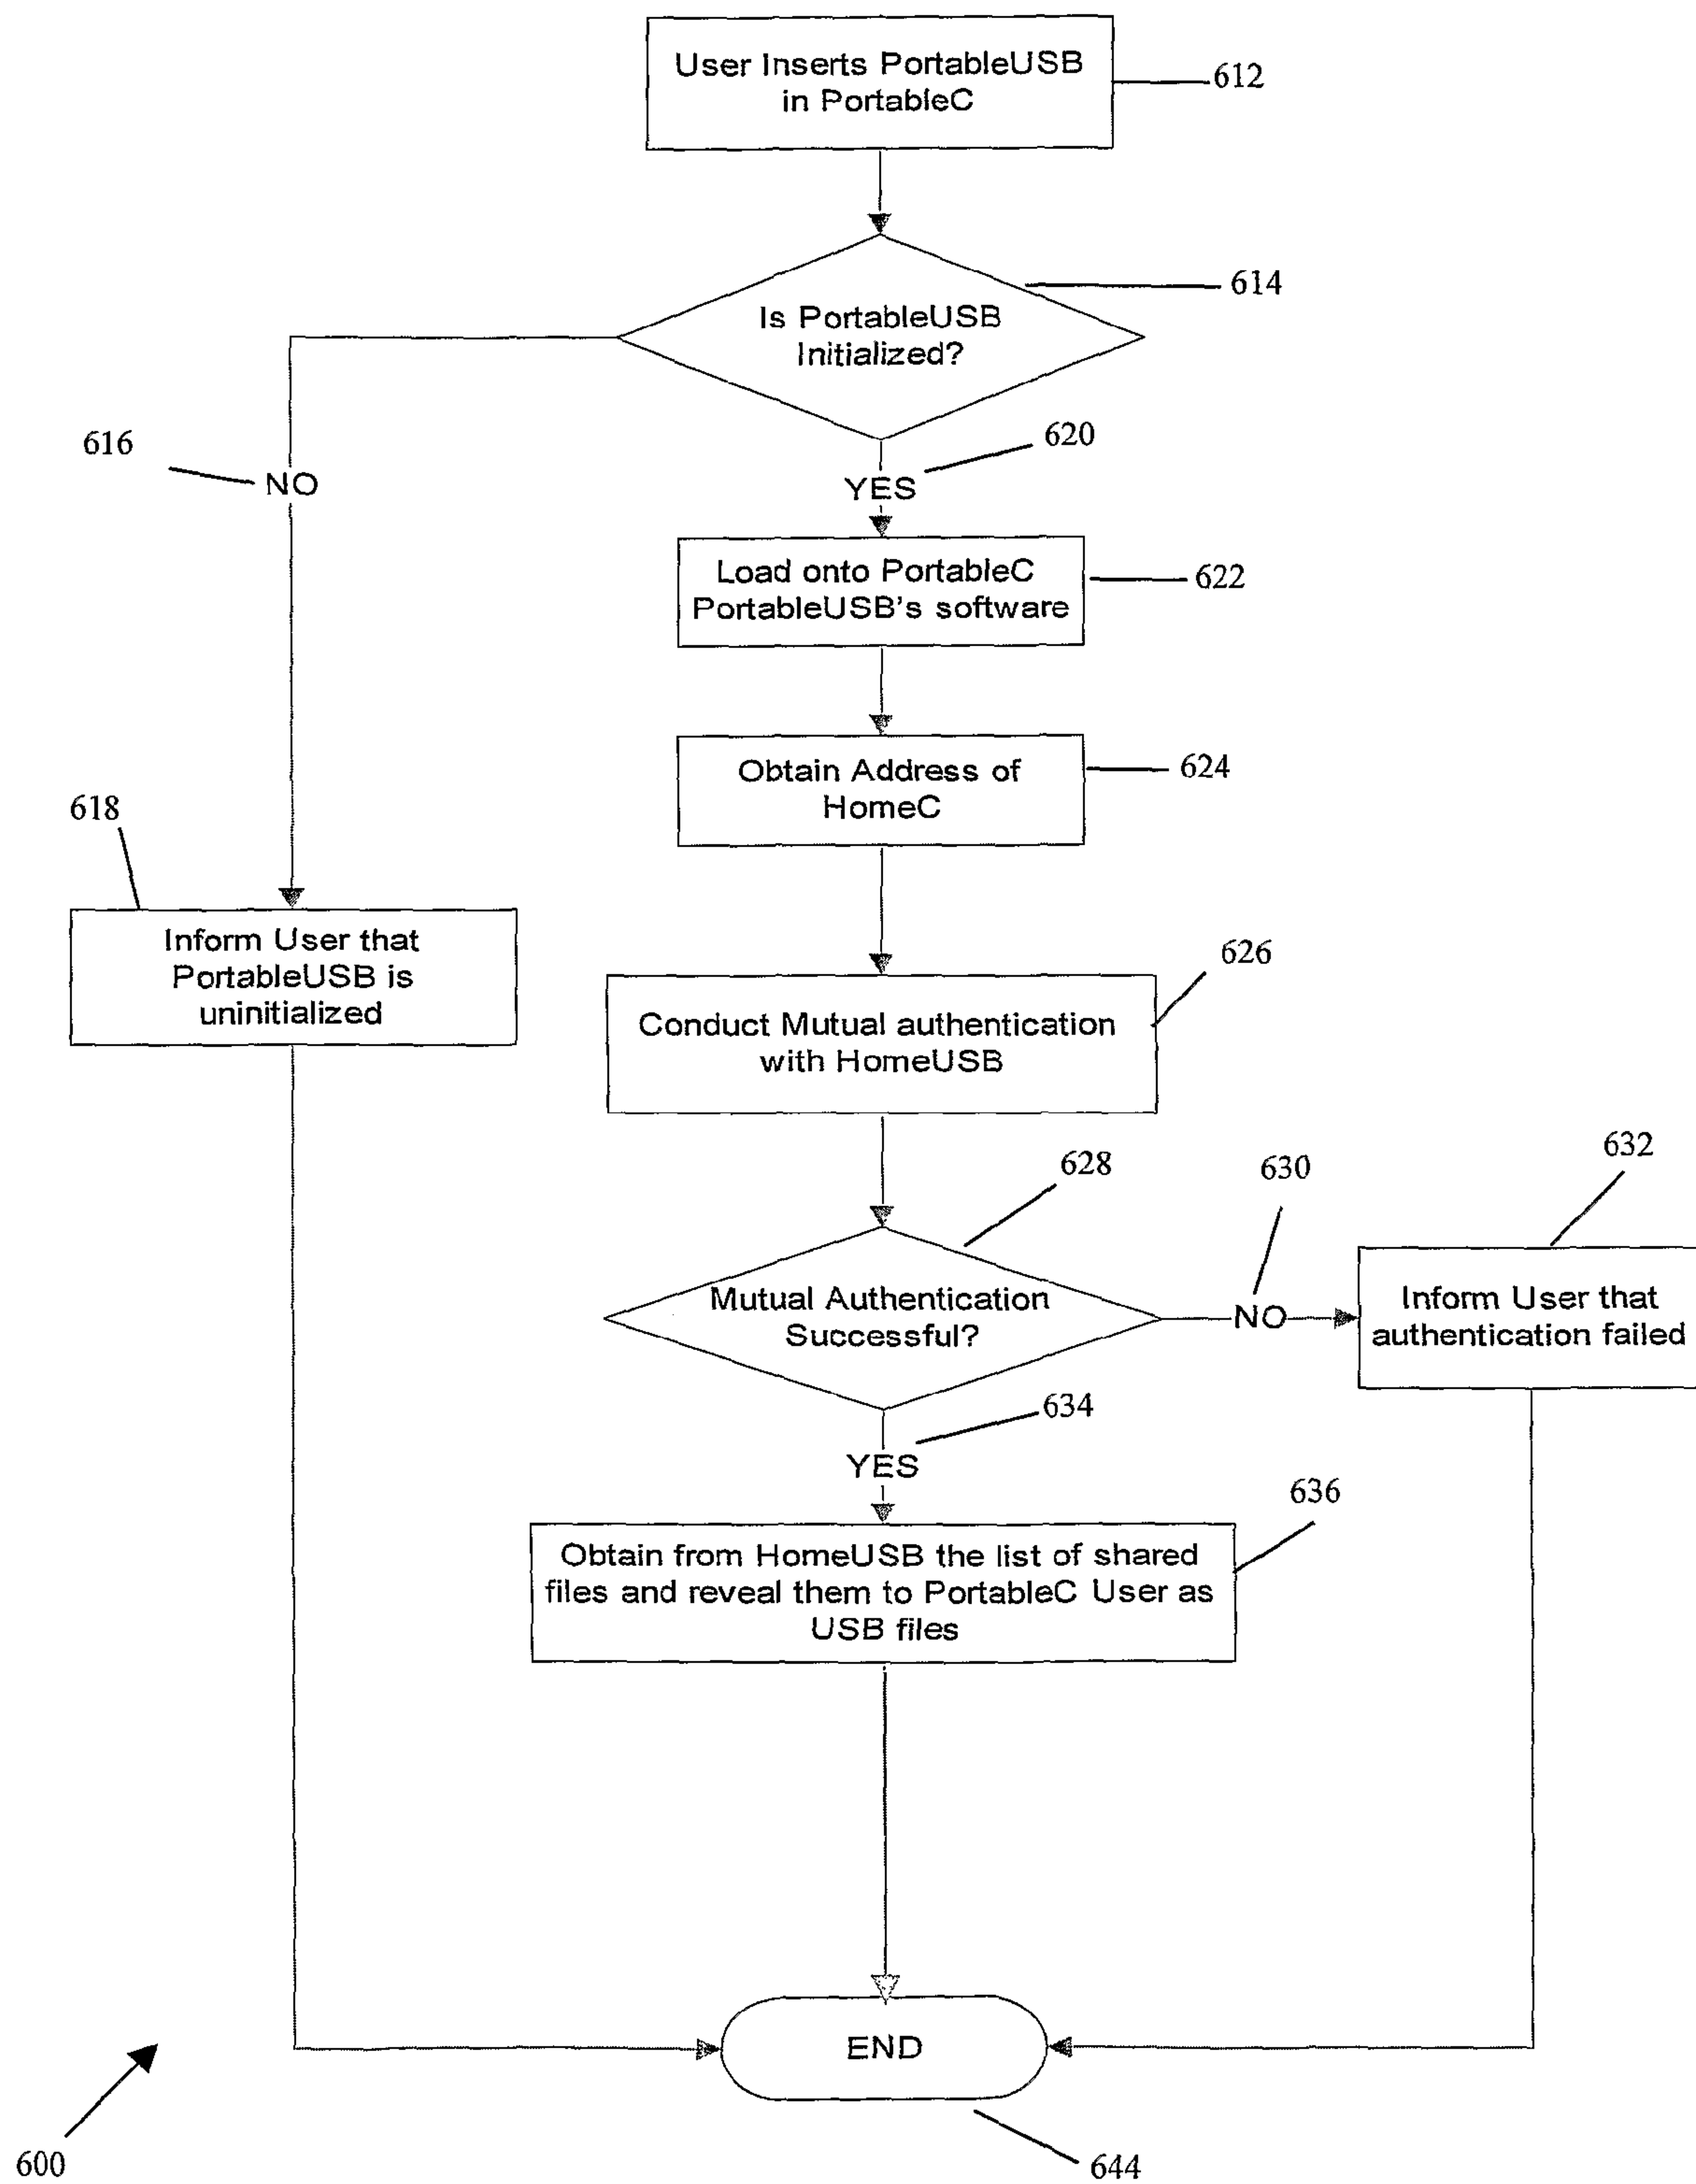 User Inserts PortableUSB
in PortableC
612
614
Is PortableUSB
Initialized?
616
NO
620
YES
Load onto PortableC
PortableUSB's software
622
Obtain Address of
HomeC
624
618
Inform User that
PortableUSB is
uninitialized
626
Conduct Mutual authentication
with HomeUSB
628
630
632
Mutual Authentication
Successful?
NO
Inform User that
authentication failed
634
YES
636
Obtain from HomeUSB the list of shared
files and reveal them to PortableC User as
USB files
END
600
644